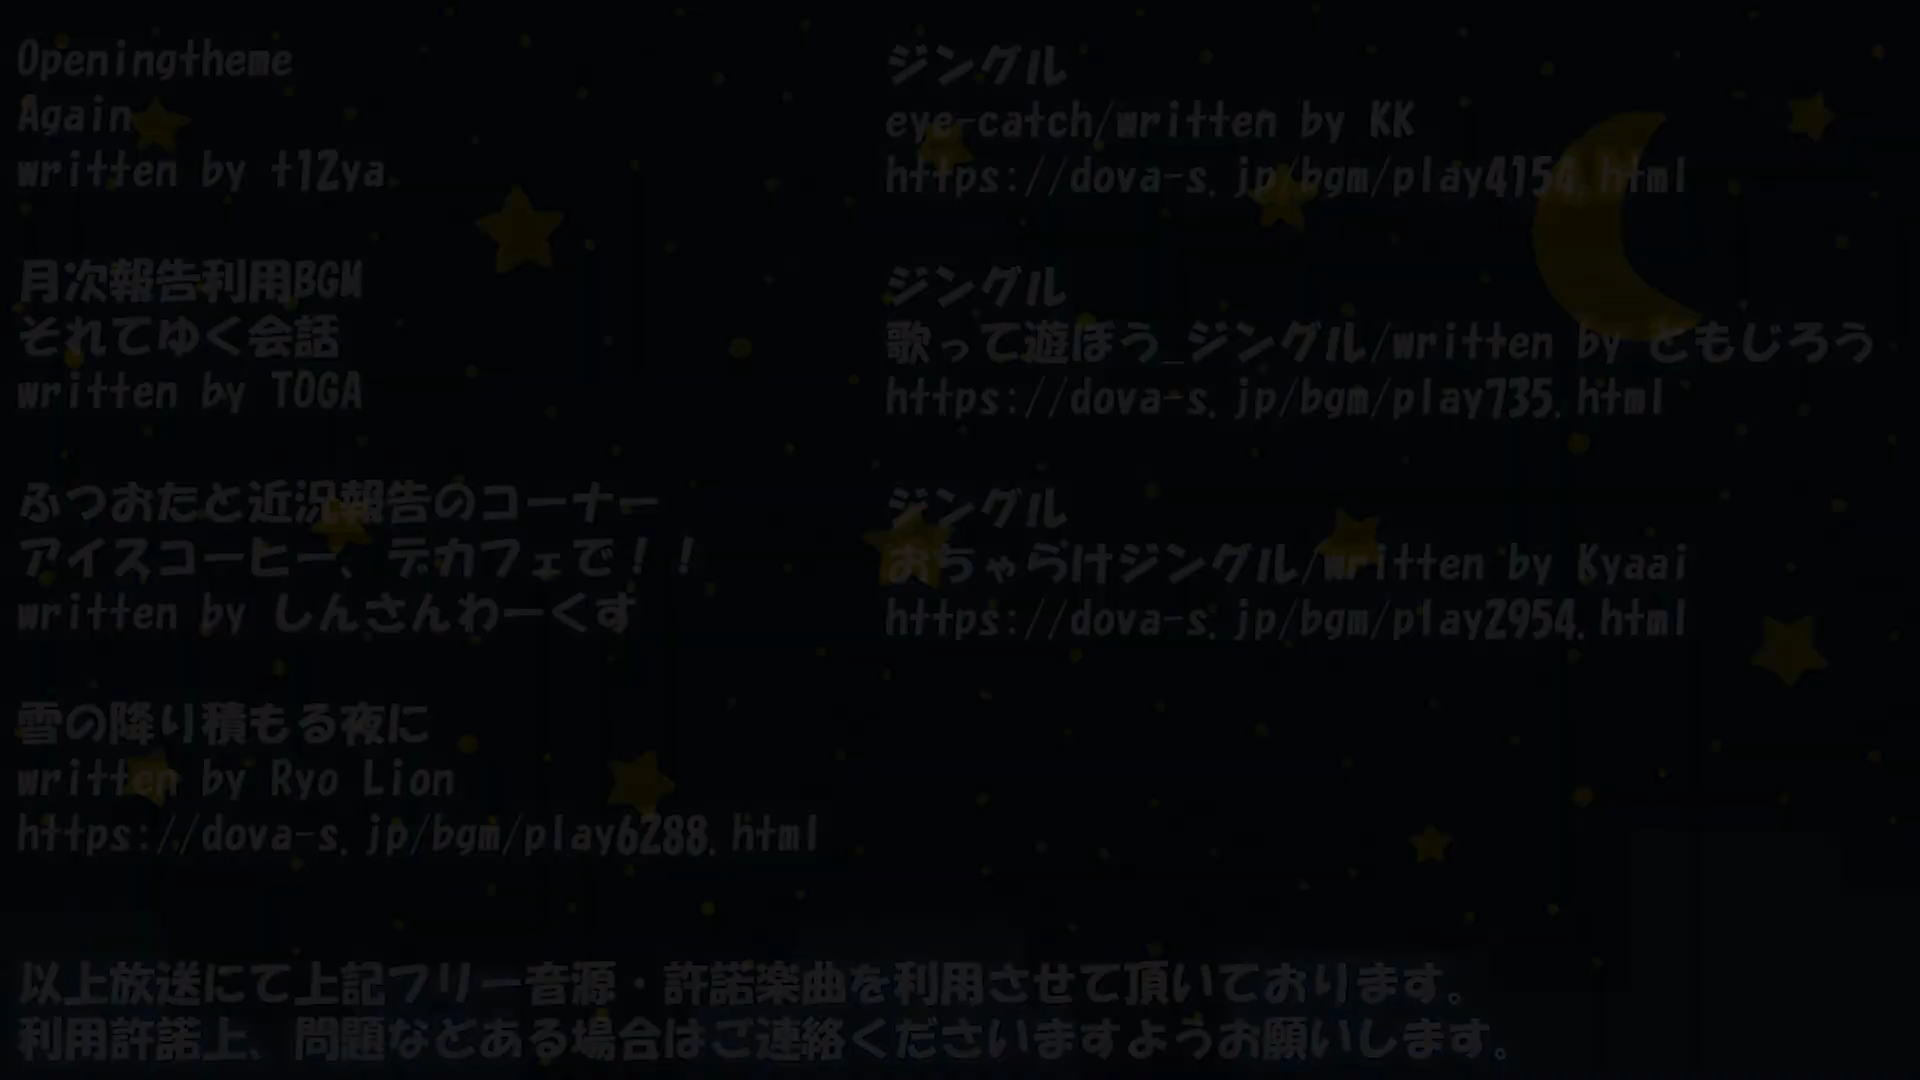 Openingtheme
Again
written by t12ya
月次報告利用BGM
それてゆく会話
written by TOGA
ふつおたと近況報告のコーナー
アイスコーヒー、デカフェで！！
written by しんさんわーくす
雪の降り積もる夜に
written by Ryo Lion
https://dova-s.jp/bgm/play6288.html
ジングル
eye-catch/written by KK
https://dova-s.jp/bgm/play4154.html
ジングル
歌って遊ぼう_ジングル/written by ともじろう
https://dova-s.jp/bgm/play735.html
ジングル
おちゃらけジングル/written by Kyaai
https://dova-s.jp/bgm/play2954.html
以上放送にて上記フリー音源・許諾楽曲を利用させて頂いております。
利用許諾上、問題などある場合はご連絡くださいますようお願いします。